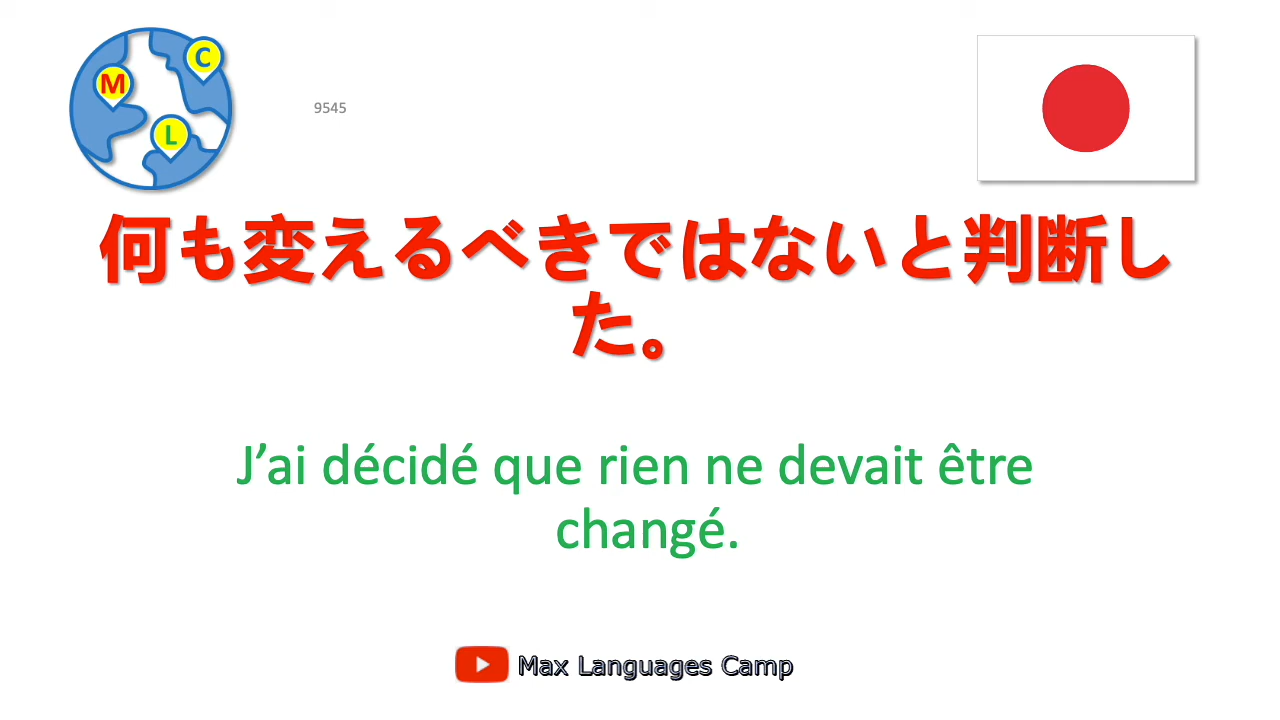 C
M
L
9545
何も変えるべきではないと判断し
た。
J’ai décidé que rien ne devait être
changé.
Max Languages Camp